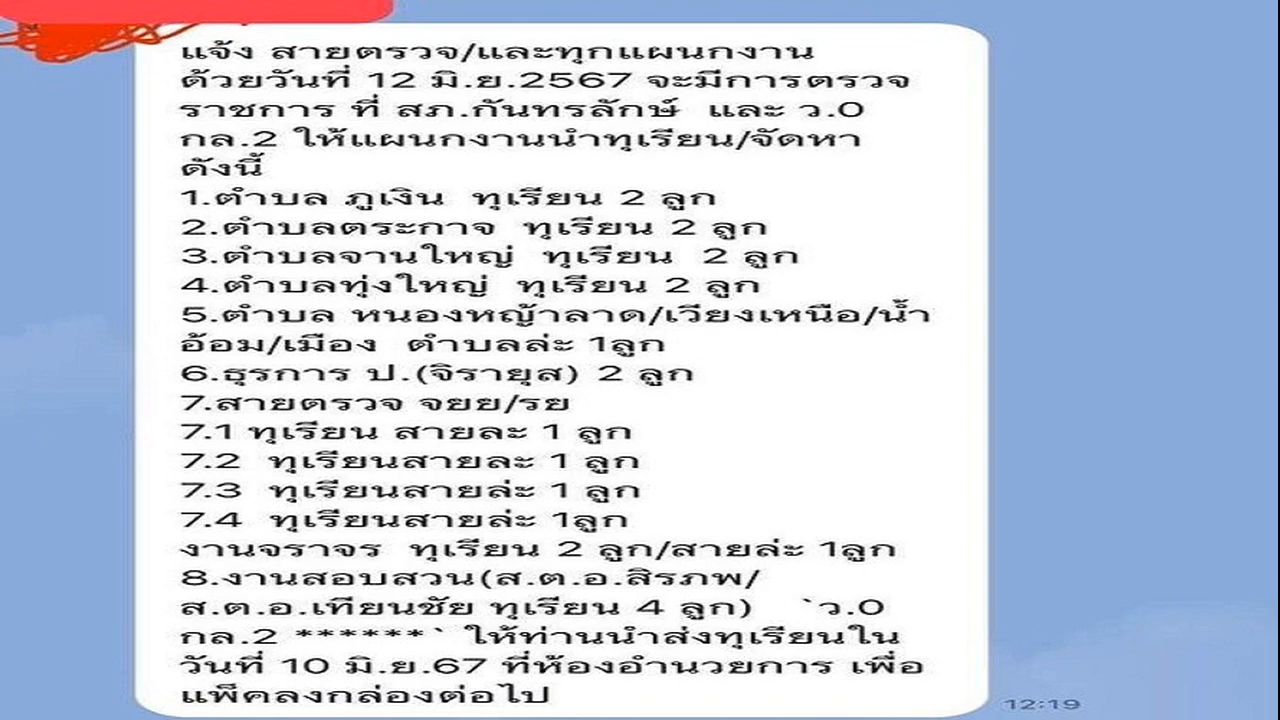 แจ้ง สายตรวจ/และทุกแผนกงาน
ด้วยวันที่ 12 มิ.ย.2567 จะมีการตรวจ
ราชการ ที่ สภ.กันทรลักษ์ และ ว.0
กล.2 ให้แผนกงานนำทุเรียน/จัดหา
ดังนี้
1.ตำบล ภูเงิน ทุเรียน 2 ลูก
2.ตำบลตระกาจ ทุเรียน 2 ลูก
3.ตำบลจานใหญ่ ทุเรียน 2 ลูก
4.ตำบลทุ่งใหญ่ ทุเรียน 2 ลูก
5.ตำบล หนองหญ้าลาด/เวียงเหนือ/น้ำ
อ้อม/เมือง ตำบลล่ะ 1ลูก
6.ธุรการ ป.(จิรายุส) 2 ลูก
7.สายตรวจ จยย/รย
7.1 ทุเรียน สายละ 1 ลูก
7.2 ทุเรียนสายละ 1 ลูก
7.3 ทุเรียนสายล่ะ 1 ลูก
7.4 ทุเรียนสายล่ะ 1ลูก
งานจราจร ทุเรียน 2 ลูก/สายล่ะ 1ลูก
8.งานสอบสวน(ส.ต.อ.สิรภพ/
ส.ต.อ.เทียนชัย ทุเรียน 4 ลูก) `ว.0
กล.2 ******` ให้ท่านนำส่งทุเรียนใน
วันที่ 10 มิ.ย.67 ที่ห้องอำนวยการ เพื่อ
แพ็คลงกล่องต่อไป
12:19